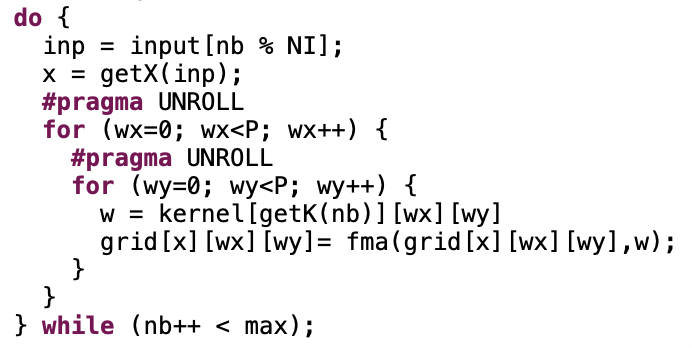 do {
  inp = input[nb % NI];
  x = getX(inp);
  #pragma UNROLL
  for (wx=0; wx<P; wx++) {
    #pragma UNROLL
    for (wy=0; wy<P; wy++) {
      w = kernel[getK(nb)][wx][wy]
      grid[x][wx][wy]= fma(grid[x][wx][wy],w);
    }
  }
} while (nb++ < max);